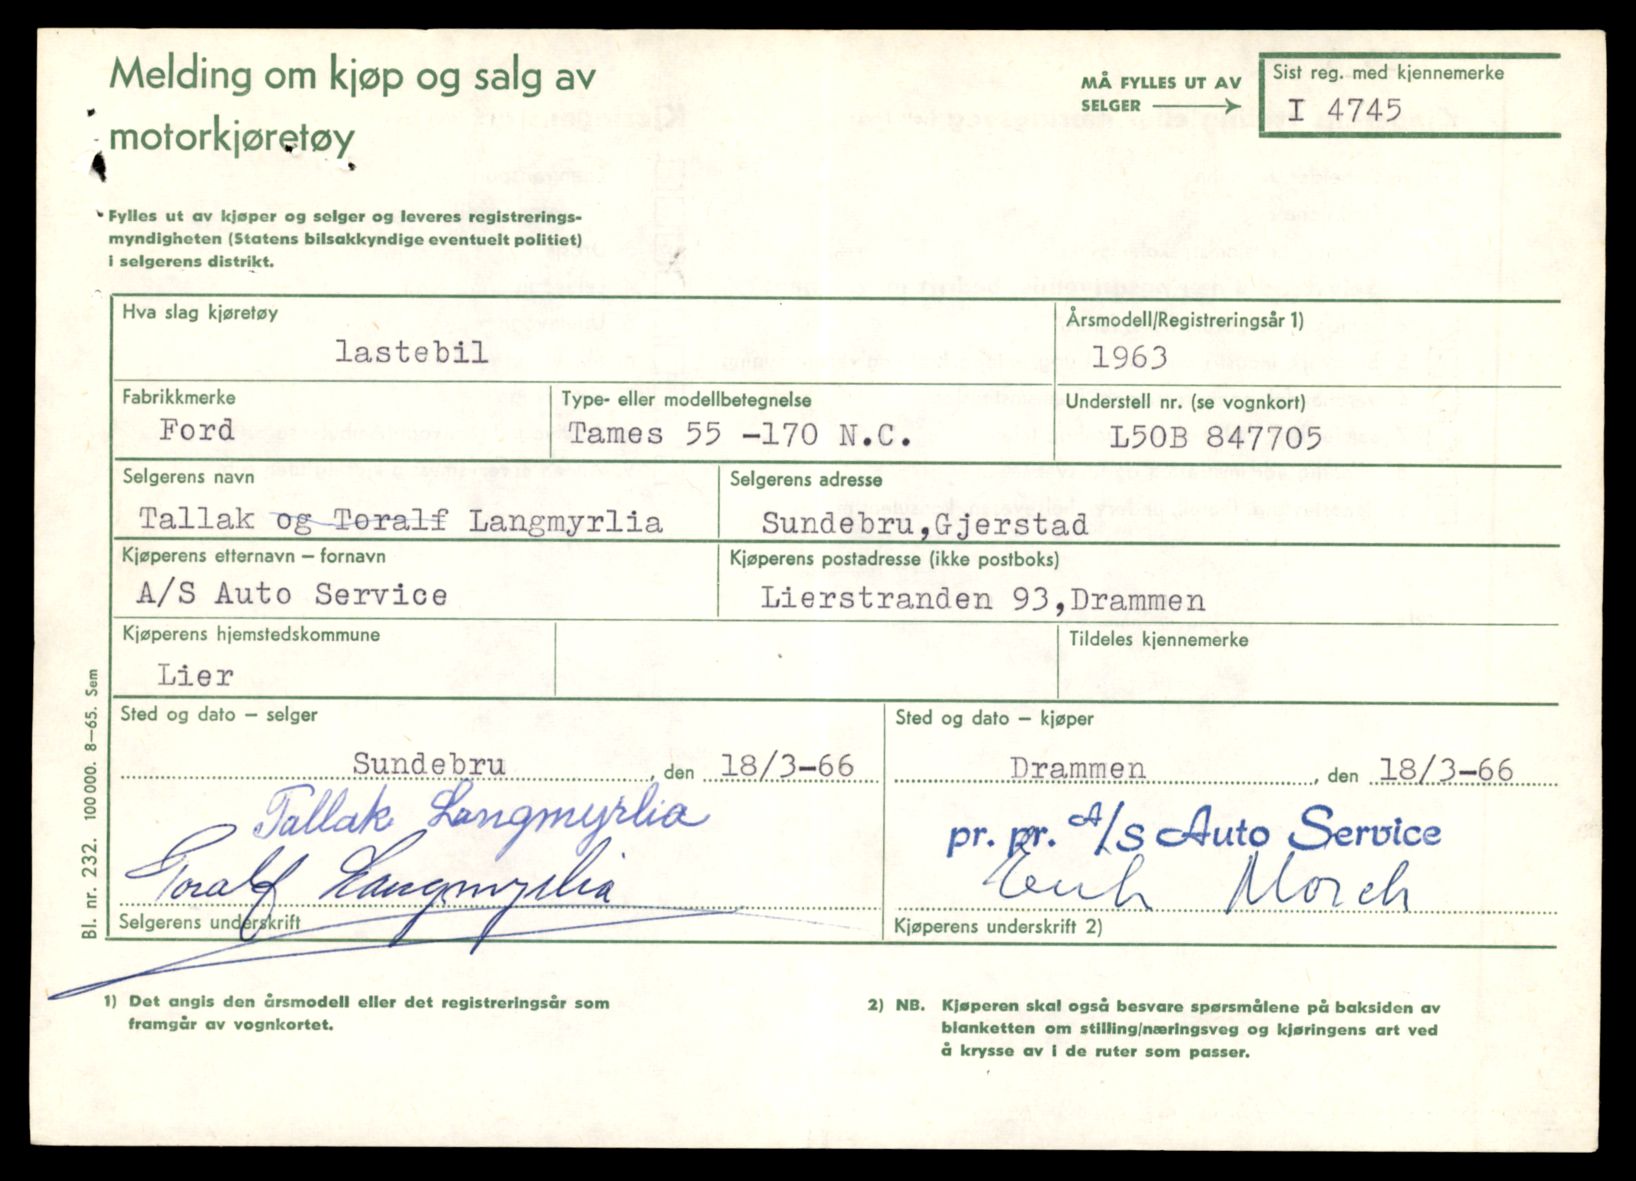 Melding om kjøp og salg av
motorkjøretøy
MÅ FYLLES UT AV
SELGER
Sist reg. med kjennemerke
I 4745
Fylles ut av kjøper og selger og leveres registrerings-
myndigheten (Statens bilsakkyndige eventuelt politiet)
i selgerens distrikt.
Hva slag kjøretøy
lastebil
Årsmodell/Registreringsår 1)
1963
Fabrikkmerke
Ford
Type- eller modellbetegnelse
Tames 55 -170 N.C.
Understell nr. (se vognkort)
L50B 847705
Selgerens navn
Tallak og Toralf Langmyrlia
Selgerens adresse
Sundebru,Gjerstad
Kjøperens etternavn – fornavn
A/S Auto Service
Kjøperens postadresse (ikke postboks)
Lierstranden 93,Drammen
Kjøperens hjemstedskommune
Lier
Tildeles kjennemerke
Sted og dato – selger
Sundebru, den 18/3-66
Tallak Langmyrlia
Toralf Langmyrlia
Selgerens underskrift
Sted og dato – kjøper
Drammen, den 18/3-66
pr. pr. A/S Auto Service
Morch
Kjøperens underskrift 2)
Bl. nr. 232. 100 000. 8–65. Sem
1) Det angis den årsmodell eller det registreringsår som
framgår av vognkortet.
2) NB. Kjøperen skal også besvare spørsmålene på baksiden av
blanketten om stilling/næringsveg og kjøringens art ved
å krysse av i de ruter som passer.